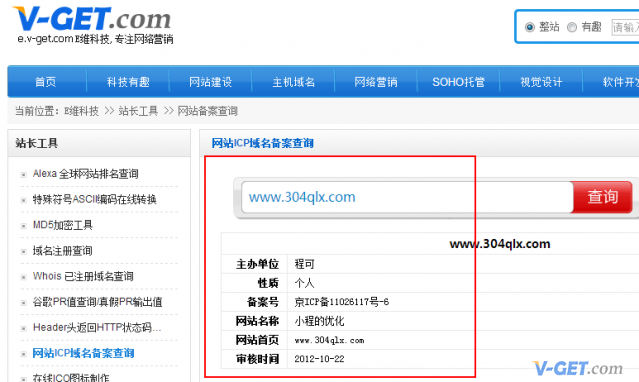 V-GET.com
e.v-get.com E维科技, 专注网络营销
整站 有趣 请输入
首页 科技有趣 网站建设 主机域名 网络营销 SOHO托管 视觉设计 软件开
当前位置：E维科技 >> 站长工具 >> 网站备案查询
站长工具
Alexa 全球网站排名查询
特殊符号ASCII编码在线转换
MD5加密工具
域名注册查询
Whois 已注册域名查询
谷歌PR值查询/真假PR输出值
Header头返回HTTP状态码...
网站ICP域名备案查询
在线ICO图标制作
网站ICP域名备案查询
www.304qlx.com 查询
www.304qlx.com
主办单位 程可
性质 个人
备案号 京ICP备11026117号-6
网站名称 小程的优化
网站首页 www.304qlx.com
审核时间 2012-10-22
V-GET.com